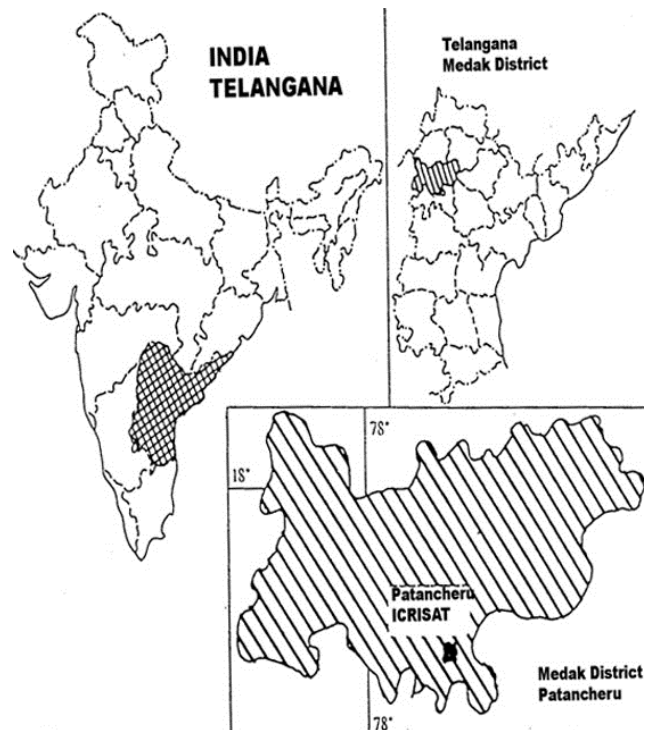 INDIA
TELANGANA
Telangana
Medak District
78°
18°
Patancheru
ICRISAT
Medak District
Patancheru
78°